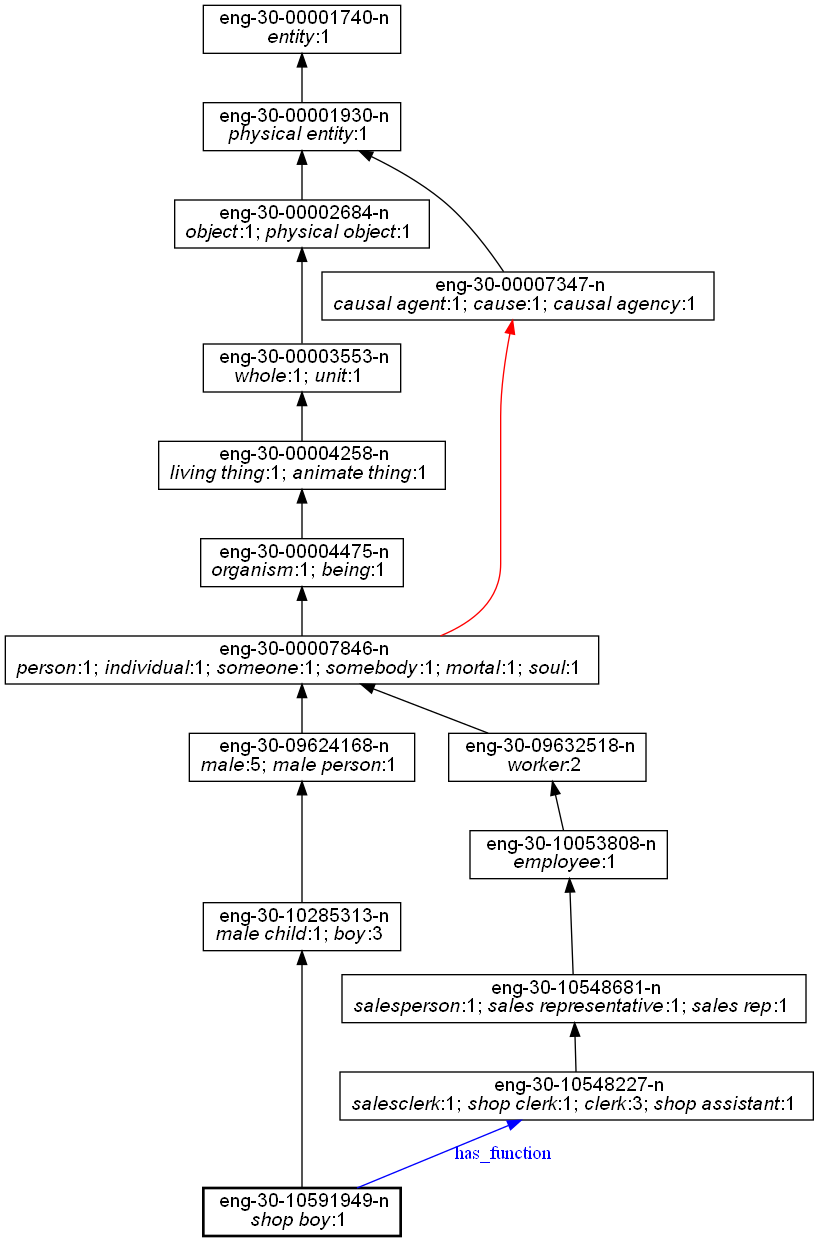 eng-30-00001740-n
entity:1
eng-30-00001930-n
physical entity:1
eng-30-00002684-n
object:1; physical object:1
eng-30-00007347-n
causal agent:1; cause:1; causal agency:1
eng-30-00003553-n
whole:1; unit:1
eng-30-00004258-n
living thing:1; animate thing:1
eng-30-00004475-n
organism:1; being:1
eng-30-00007846-n
person:1; individual:1; someone:1; somebody:1; mortal:1; soul:1
eng-30-09624168-n
male:5; male person:1
eng-30-09632518-n
worker:2
eng-30-10053808-n
employee:1
eng-30-10285313-n
male child:1; boy:3
eng-30-10548681-n
salesperson:1; sales representative:1; sales rep:1
eng-30-10548227-n
salesclerk:1; shop clerk:1; clerk:3; shop assistant:1
has_function
eng-30-10591949-n
shop boy:1